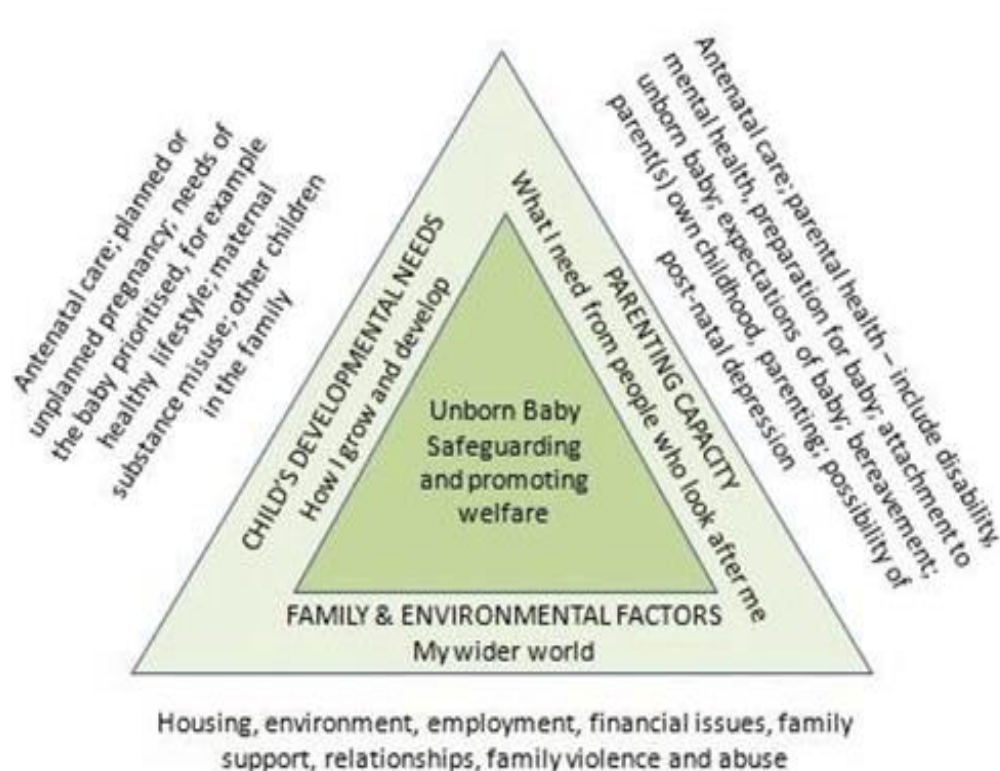 Antenatal care; planned or
unplanned pregnancy; needs of
the baby prioritised, for example
healthy lifestyle; maternal
substance misuse; other children
in the family
CHILD'S DEVELOPMENTAL NEEDS
How I grow and develop
Antenatal care; parental health – include disability,
mental health, preparation for baby; attachment to
unborn baby; expectations of baby; bereavement;
parent(s) own childhood, parenting; possibility of
post-natal depression
PARENTING CAPACITY
What I need from people who look after me
Unborn Baby
Safeguarding
and promoting
welfare
FAMILY & ENVIRONMENTAL FACTORS
My wider world
Housing, environment, employment, financial issues, family
support, relationships, family violence and abuse